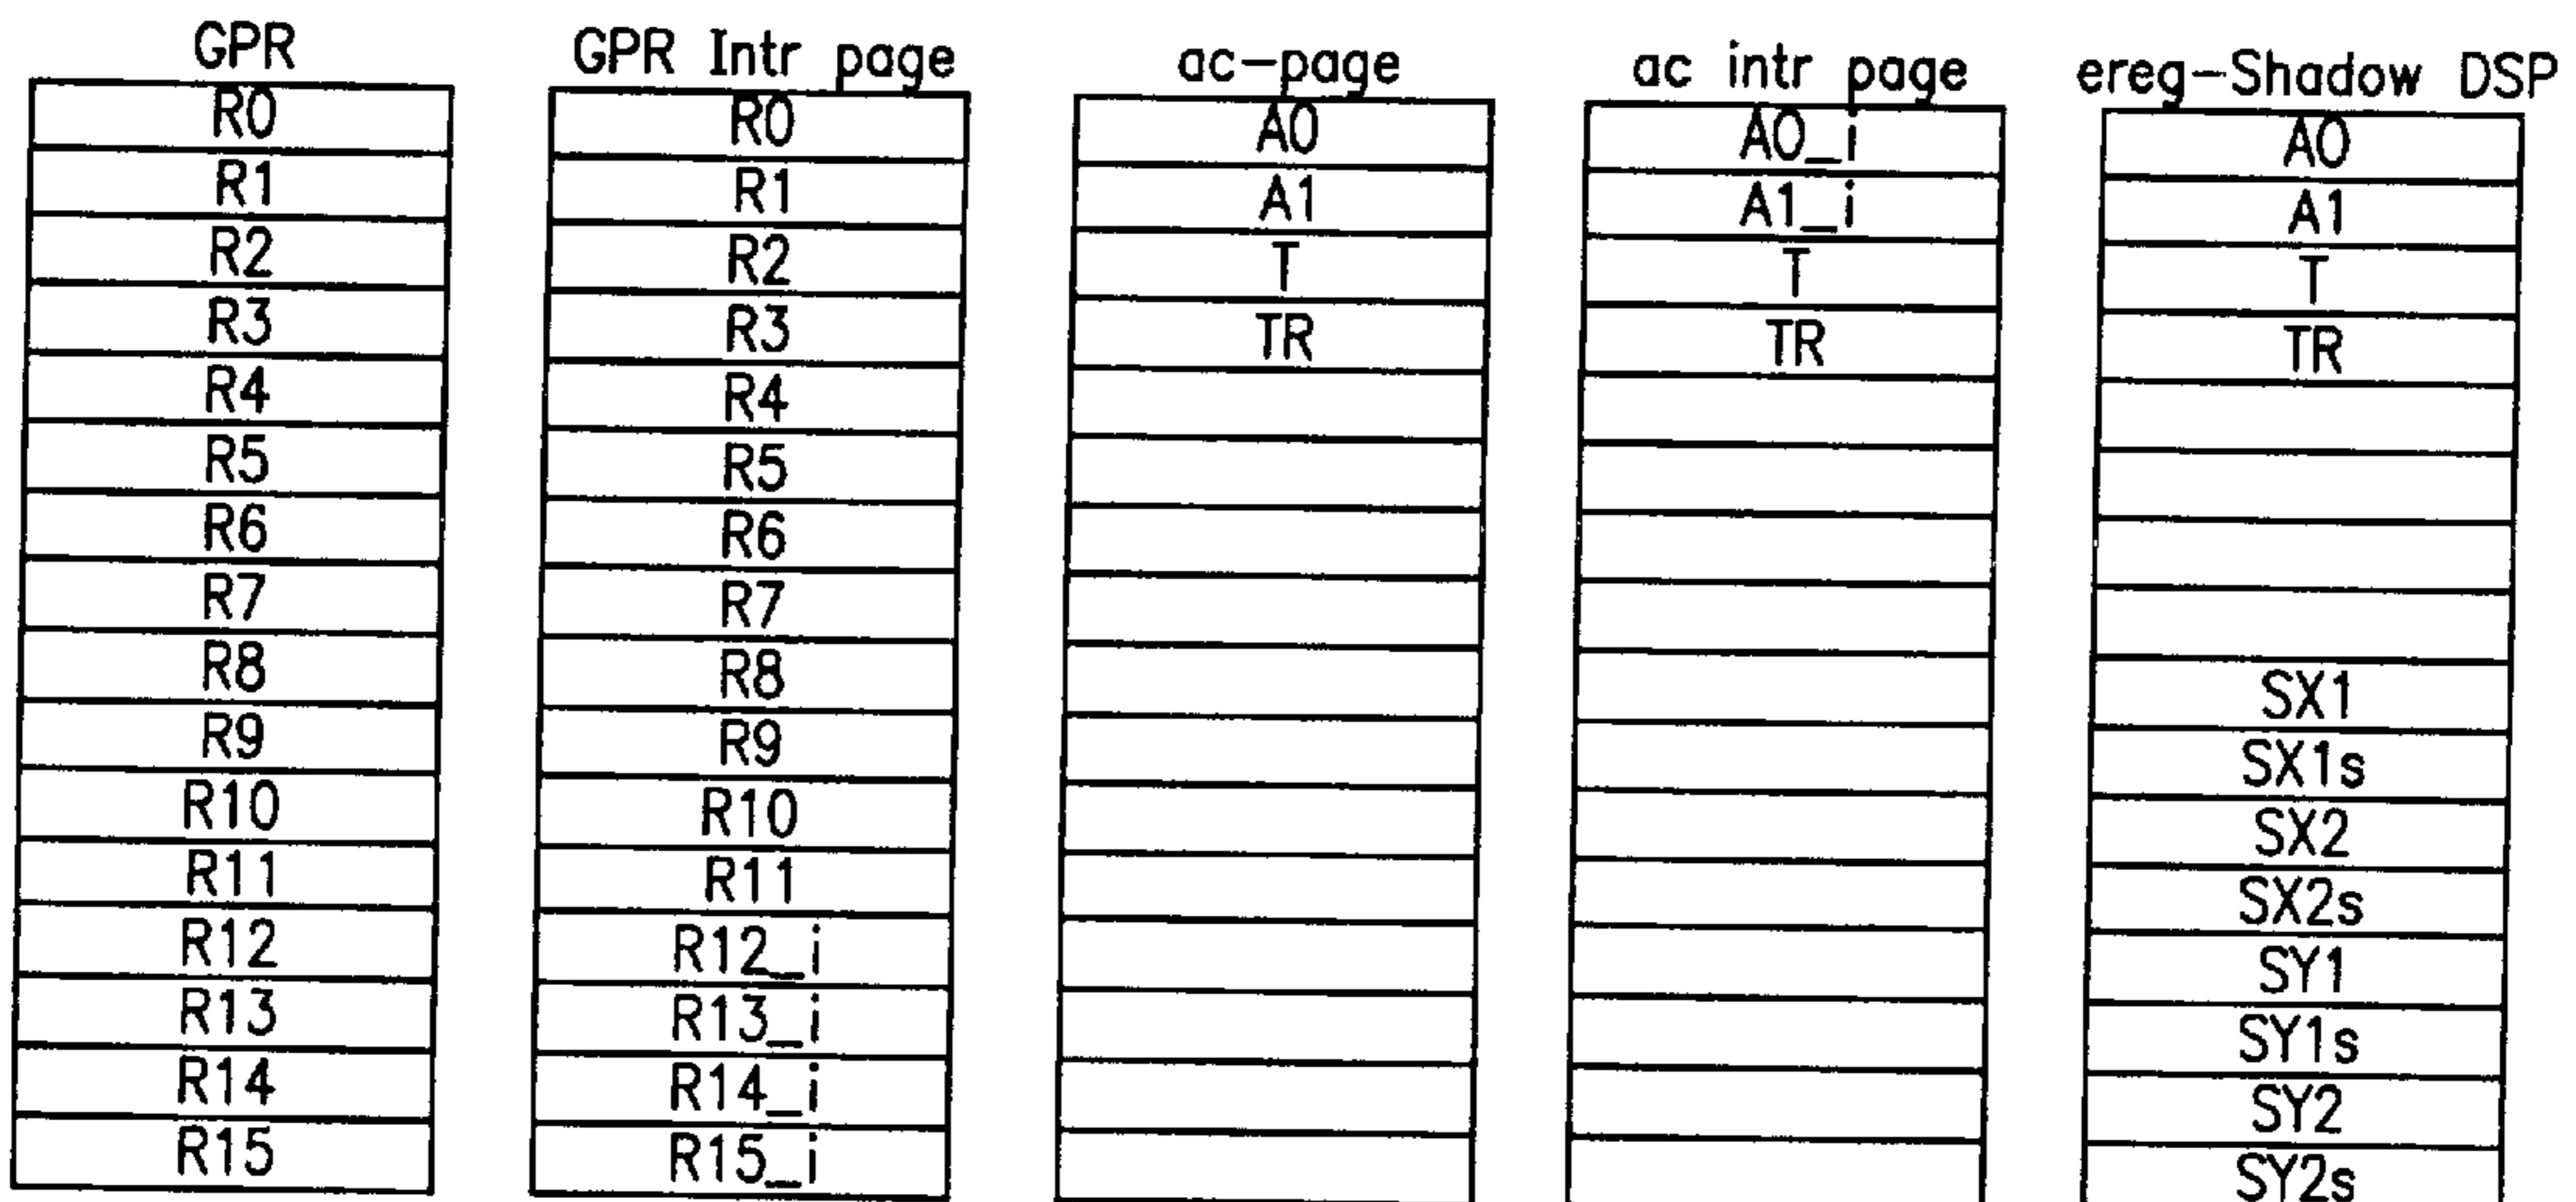 GPR
R0
R1
R2
R3
R4
R5
R6
R7
R8
R9
R10
R11
R12
R13
R14
R15
GPR Intr page
R0
R1
R2
R3
R4
R5
R6
R7
R8
R9
R10
R11
R12_i
R13_i
R14_i
R15_i
ac-page
A0
A1
T
TR
ac intr page
A0_i
A1_i
T
TR
ereg-Shadow DSP
A0
A1
T
TR
SX1
SX1s
SX2
SX2s
SY1
SY1s
SY2
SY2s